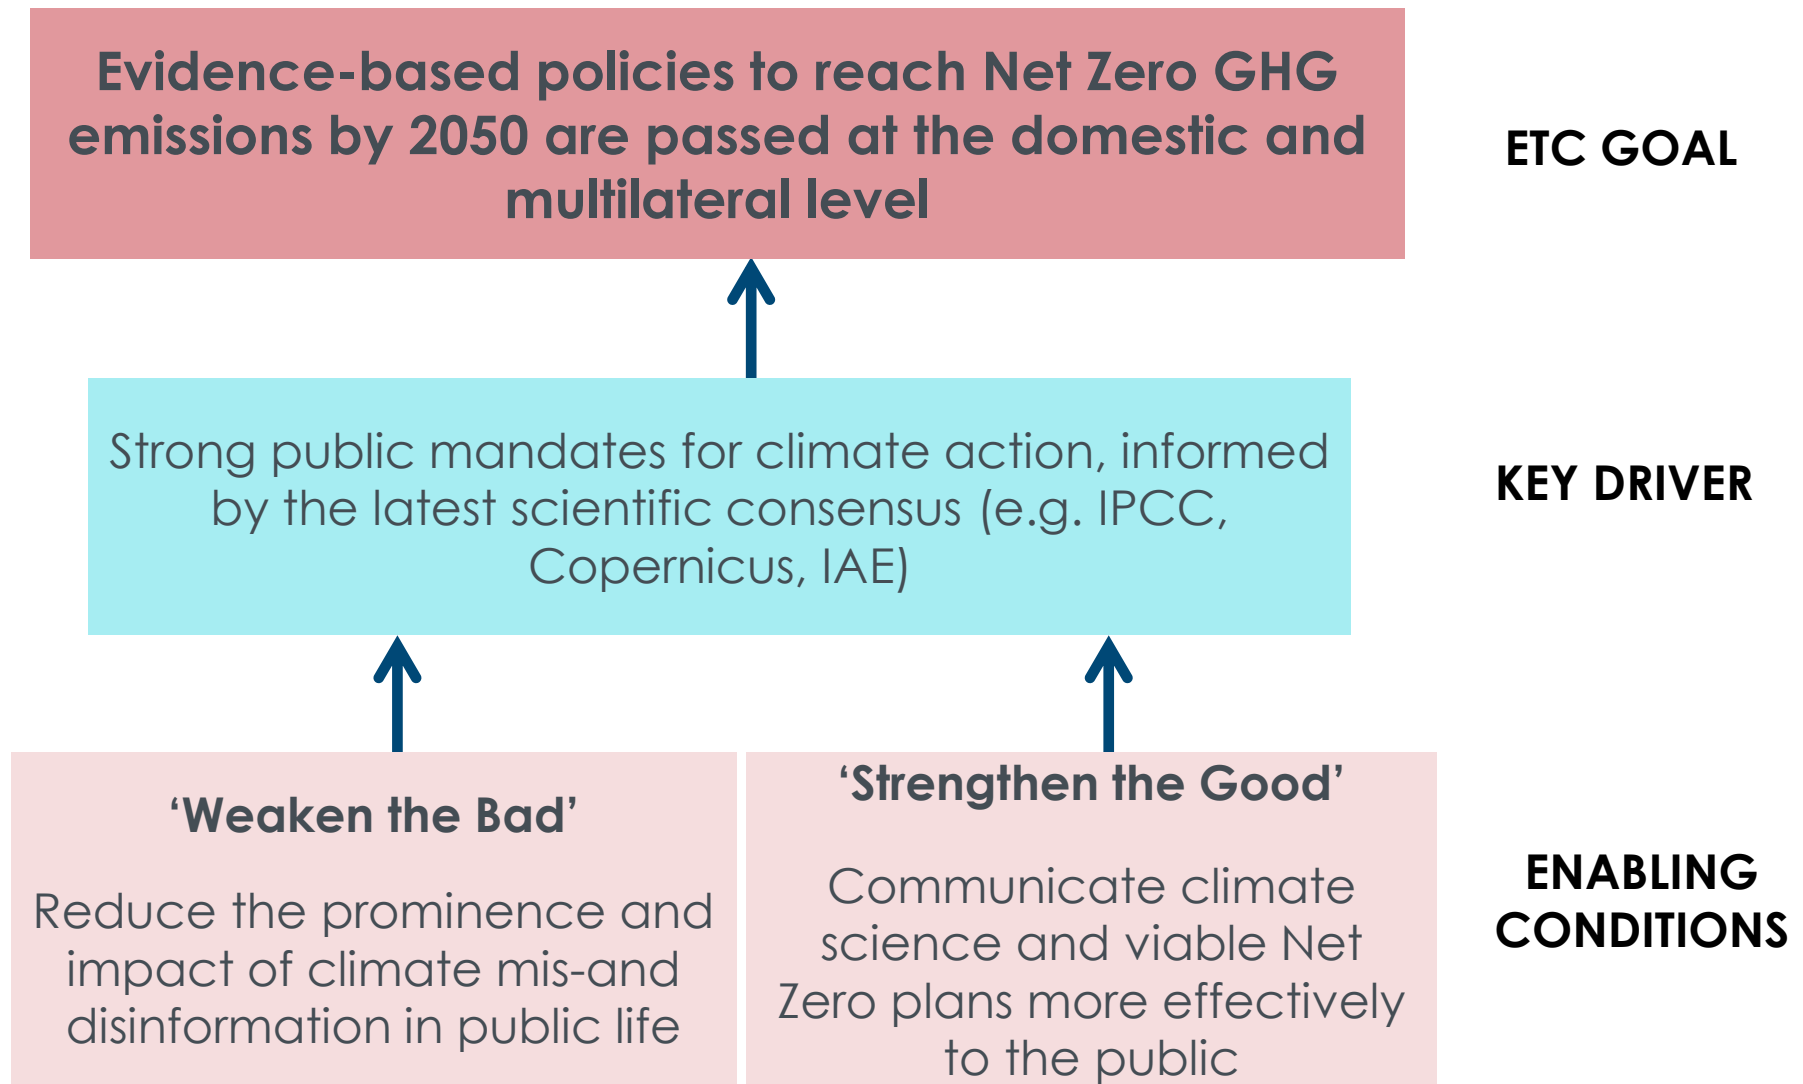 Evidence-based policies to reach Net Zero GHG
emissions by 2050 are passed at the domestic and
multilateral level
ETC GOAL
Strong public mandates for climate action, informed
by the latest scientific consensus (e.g. IPCC,
Copernicus, IAE)
KEY DRIVER
‘Weaken the Bad’
Reduce the prominence and
impact of climate mis-and
disinformation in public life
‘Strengthen the Good’
Communicate climate
science and viable Net
Zero plans more effectively
to the public
ENABLING
CONDITIONS